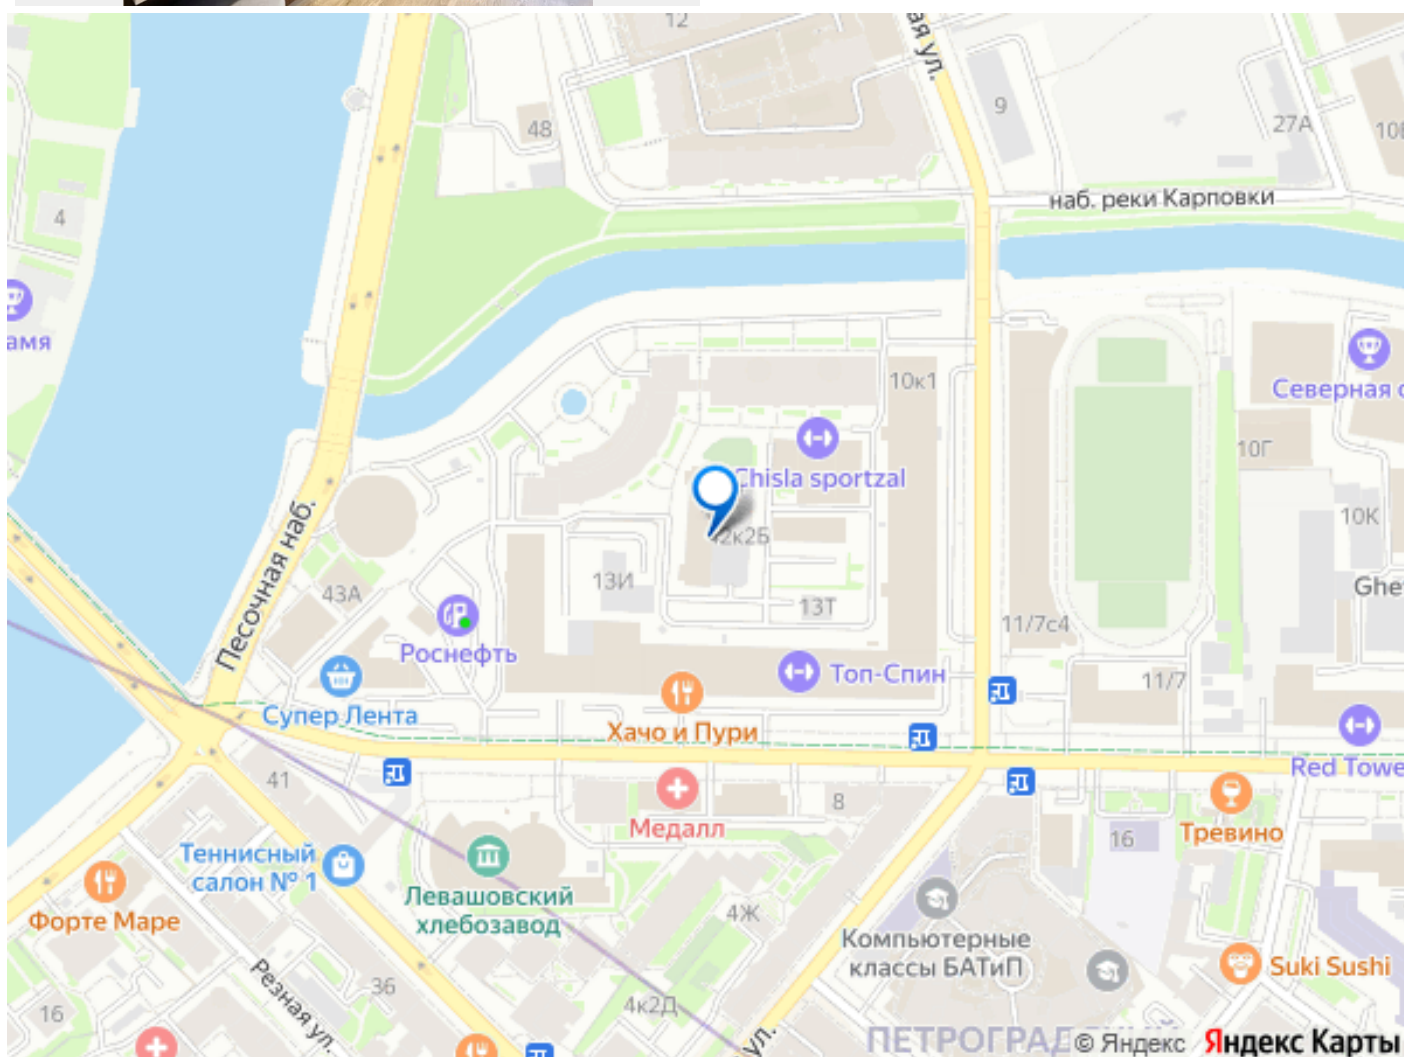 12
ая ул.
9
48
27А
наб. реки Карповки
4
амя
10к1
Северная
Chisla sportzal
10Г
Песочная наб.
2к2Б
10К
13И
43А
13Т
Ghe
11/7с4
Роснефть
Топ-Спин
11/7
Супер Лента
Хачо и Пури
Red Towe
41
8
Медалл
Тревино
16
Теннисный
салон № 1
Левашовский
хлебозавод
Форте Маре
4Ж
Компьютерные
классы БАТиП
Suki Sushi
Резная ул.
36
16
4к2Д
ул.
ПЕТРОГРАД
© Яндекс Яндекс Карты